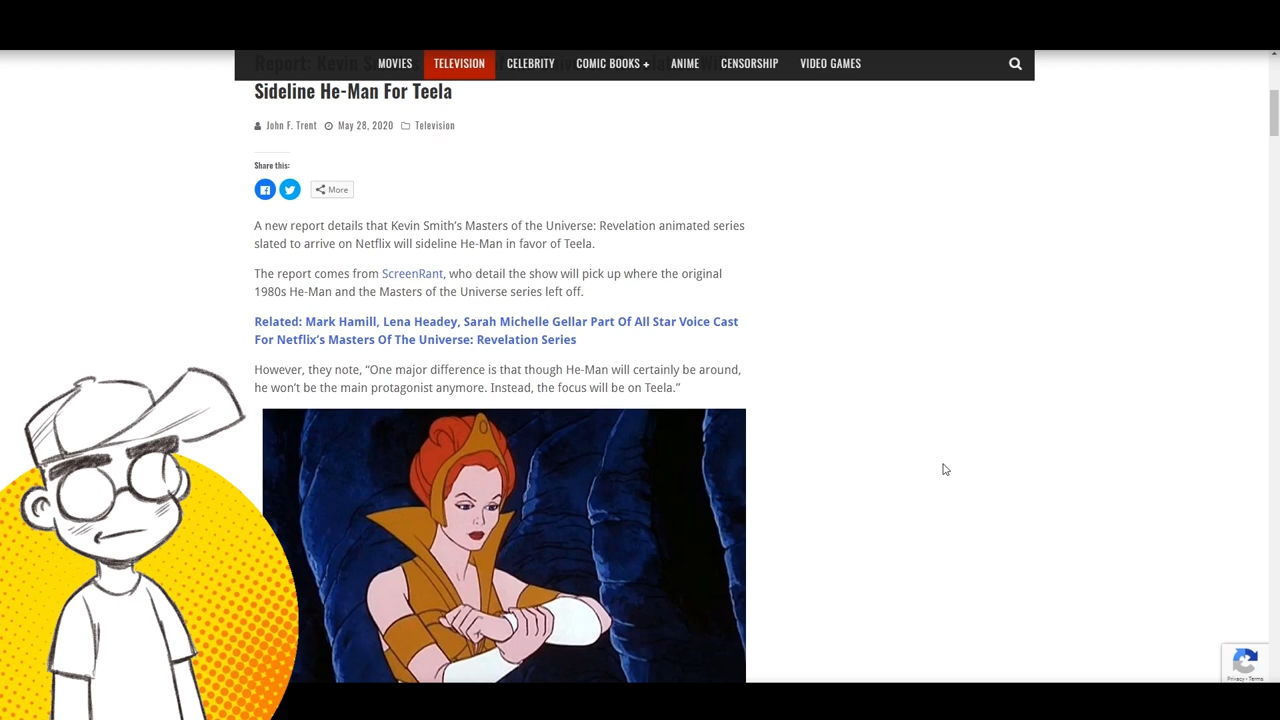 MOVIES TELEVISION CELEBRITY COMIC BOOKS + ANIME CENSORSHIP VIDEO GAMES
Report: Kevin
Sideline He-Man For Teela
John F. Trent May 28, 2020 Television
Share this:
More
A new report details that Kevin Smith's Masters of the Universe: Revelation animated series
slated to arrive on Netflix will sideline He-Man in favor of Teela.
The report comes from ScreenRant, who detail the show will pick up where the original
1980s He-Man and the Masters of the Universe series left off.
Related: Mark Hamill, Lena Headey, Sarah Michelle Gellar Part Of All Star Voice Cast
For Netflix's Masters Of The Universe: Revelation Series
However, they note, “One major difference is that though He-Man will certainly be around,
he won't be the main protagonist anymore. Instead, the focus will be on Teela.”
Privacy - Terms